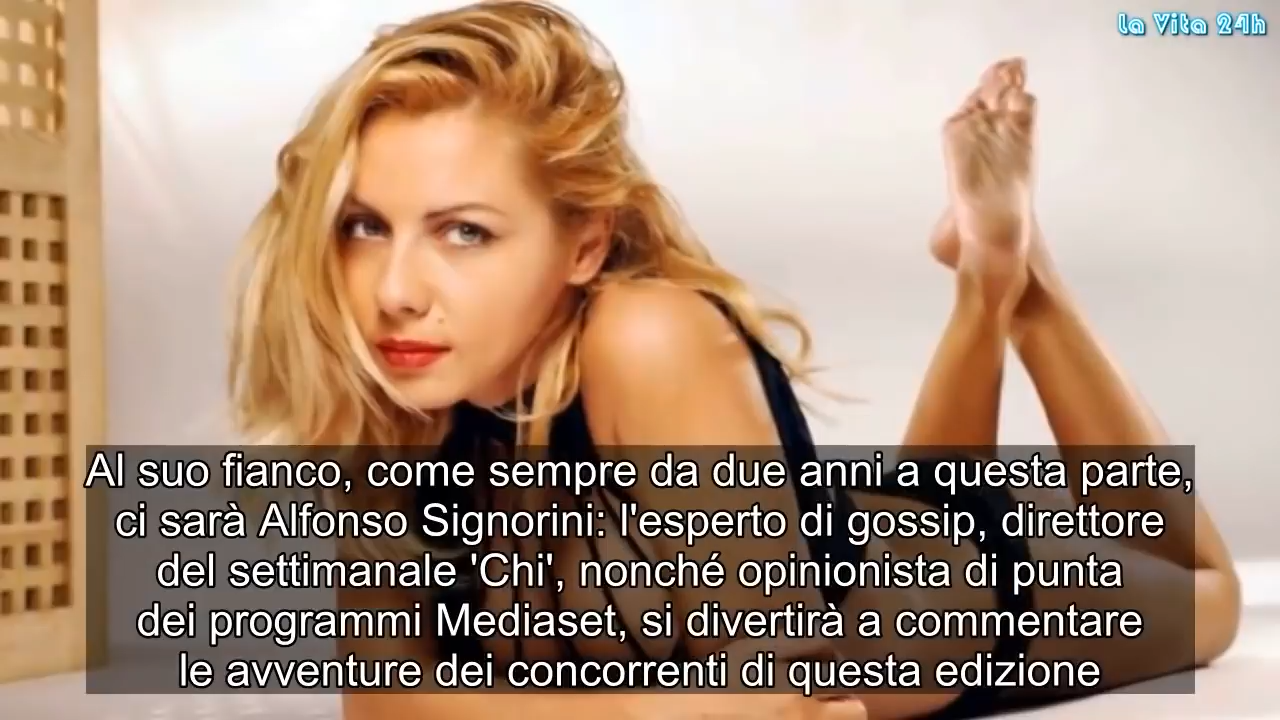 La Vita 24h
Al suo fianco, come sempre da due anni a questa parte,
ci sarà Alfonso Signorini: l'esperto di gossip, direttore
del settimanale 'Chi', nonché opinionista di punta
dei programmi Mediaset, si divertirà a commentare
le avventure dei concorrenti di questa edizione